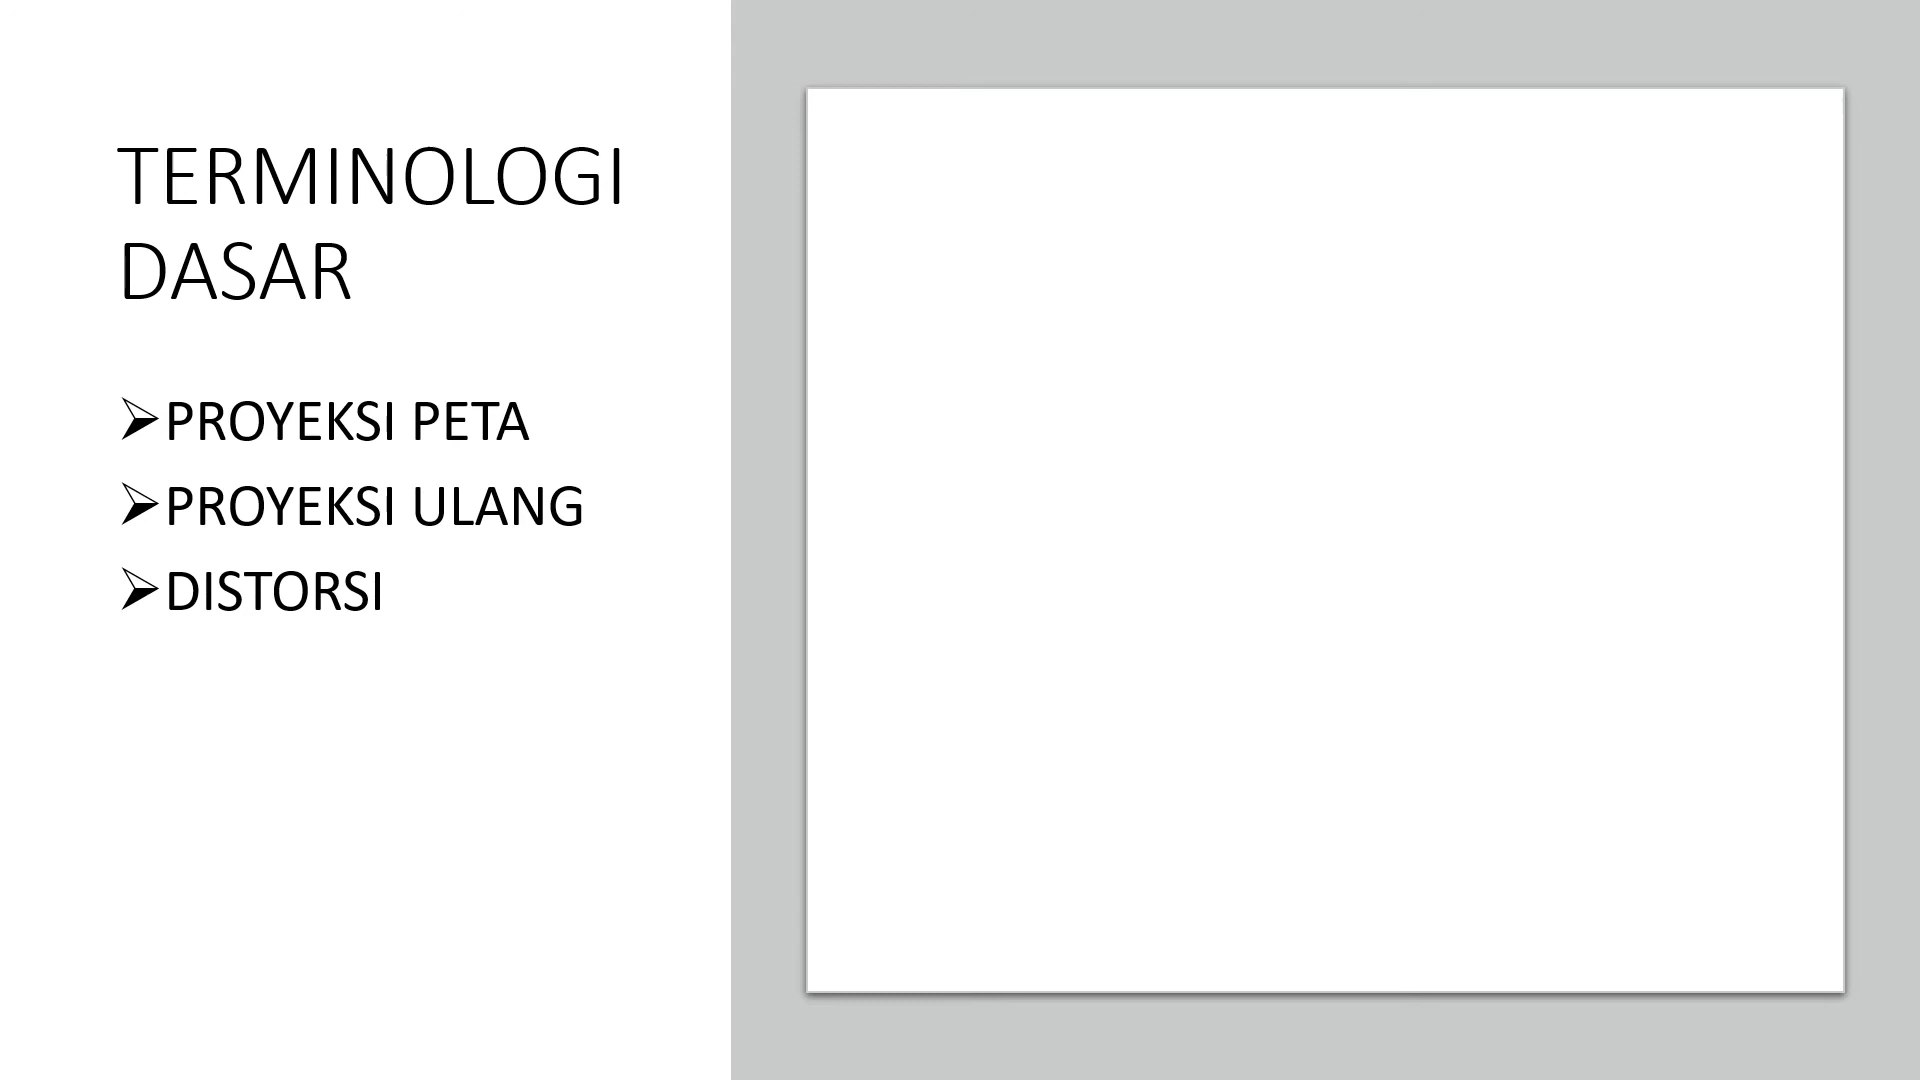 TERMINOLOGI
DASAR
➢PROYEKSI PETA
➢PROYEKSI ULANG
➢DISTORSI